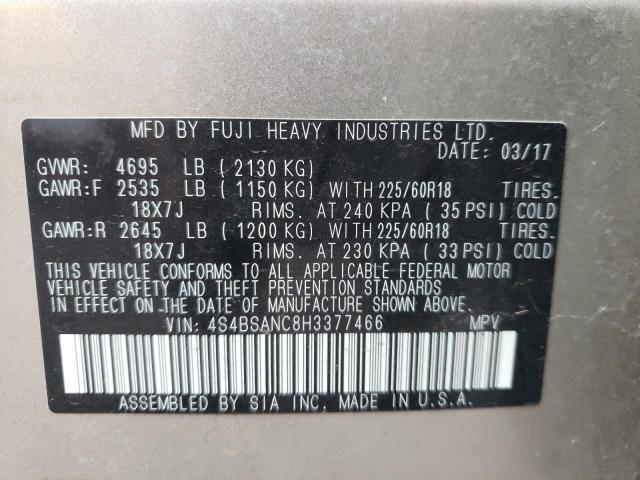 MFD BY FUJI HEAVY INDUSTRIES LTD.
DATE: 03/17
GVWR: 4695 LB ( 2130 KG)
GAWR:F 2535 LB ( 1150 KG) WITH 225/60R18 TIRES.
18X7J RIMS. AT 240 KPA ( 35 PSI) COLD
GAWR:R 2645 LB ( 1200 KG) WITH 225/60R18 TIRES.
18X7J RIMS. AT 230 KPA ( 33 PSI) COLD
THIS VEHICLE CONFORMS TO ALL APPLICABLE FEDERAL MOTOR
VEHICLE SAFETY AND THEFT PREVENTION STANDARDS
IN EFFECT ON THE DATE OF MANUFACTURE SHOWN ABOVE.
VIN: 4S4BSANC8H3377466 MPV
ASSEMBLED BY SIA INC. MADE IN U.S.A.